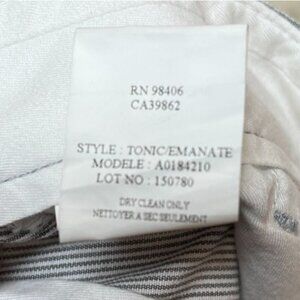 RN 98406
CA39862
STYLE : TONIC/EMANATE
MODELE : A0184210
LOT NO : 150780
DRY CLEAN ONLY
NETTOYER A SEC SEULEMENT